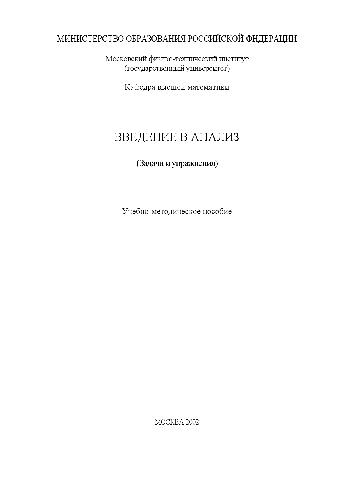 МИНИСТЕРСТВО ОБРАЗОВАНИЯ РОССИЙСКОЙ ФЕДЕРАЦИИ
Московский физико-технический институт
(государственный университет)
Кафедра высшей математики
ВВЕДЕНИЕ В АНАЛИЗ
(Задачи и упражнения)
Учебно-методическое пособие
МОСКВА 2002